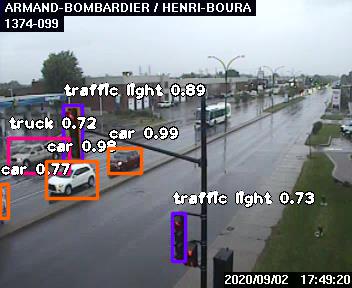 ARMAND-BOMBARDIER / HENRI-BOURA
1374-099
traffic light 0.89
truck 0.72
car 0.99
car 0.98
car 0.77
traffic light 0.73
2020/09/02 17:49:20